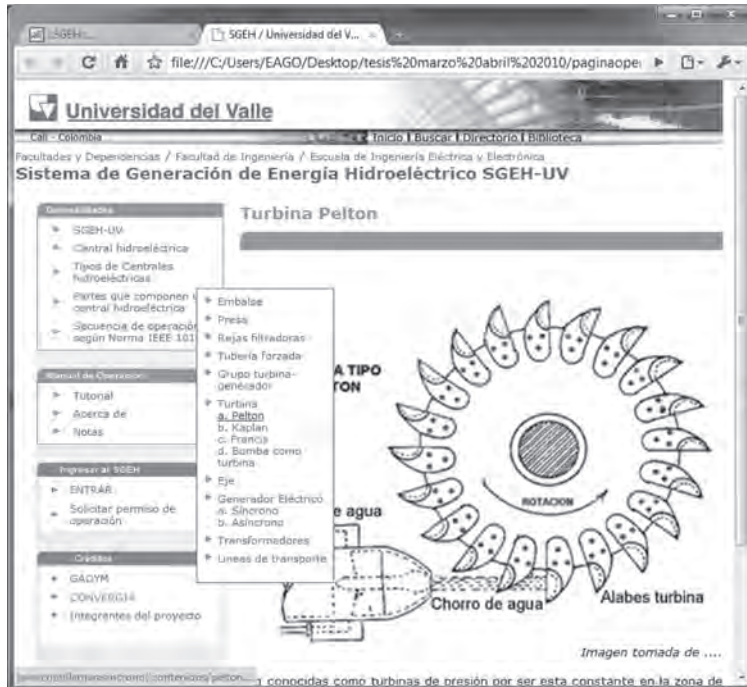 SGEH / Universidad del V...
file:///C:/Users/EAGO/Desktop/tesis%20marzo%20abril%202010/paginaope
Universidad del Valle
Cali - Colombia
Inicio | Buscar | Directorio | Biblioteca
Facultades y Dependencias / Facultad de Ingeniería / Escuela de Ingeniería Eléctrica y Electrónica
Sistema de Generación de Energía Hidroeléctrico SGEH-UV
Generalidades
SGEH-UV
Central hidroeléctrica
Tipos de Centrales
hidroeléctricas
Partes que componen
central hidroeléctrica
Secuencia de operación
según Norma IEEE 101
Manual de Operación
Tutorial
Acerca de
Notas
Ingresar al SGEH
ENTRAR
Solicitar permiso de
operación
Créditos
GADYM
CONVERGIA
Integrantes del proyecto
Embalse
Presa
Rejas filtradoras
Tubería forzada
Grupo turbina-
generador
Turbina
a. Pelton
b. Kaplan
c. Francis
d. Bomba como
turbina
Eje
Generador Eléctrico
a. Síncrono
b. Asíncrono
Transformadores
Lineas de transporte
Turbina Pelton
A TIPO
TON
ROTACION
e agua
Chorro de agua
Alabes turbina
Imagen tomada de ....
conocidas como turbinas de presión por ser esta constante en la zona de